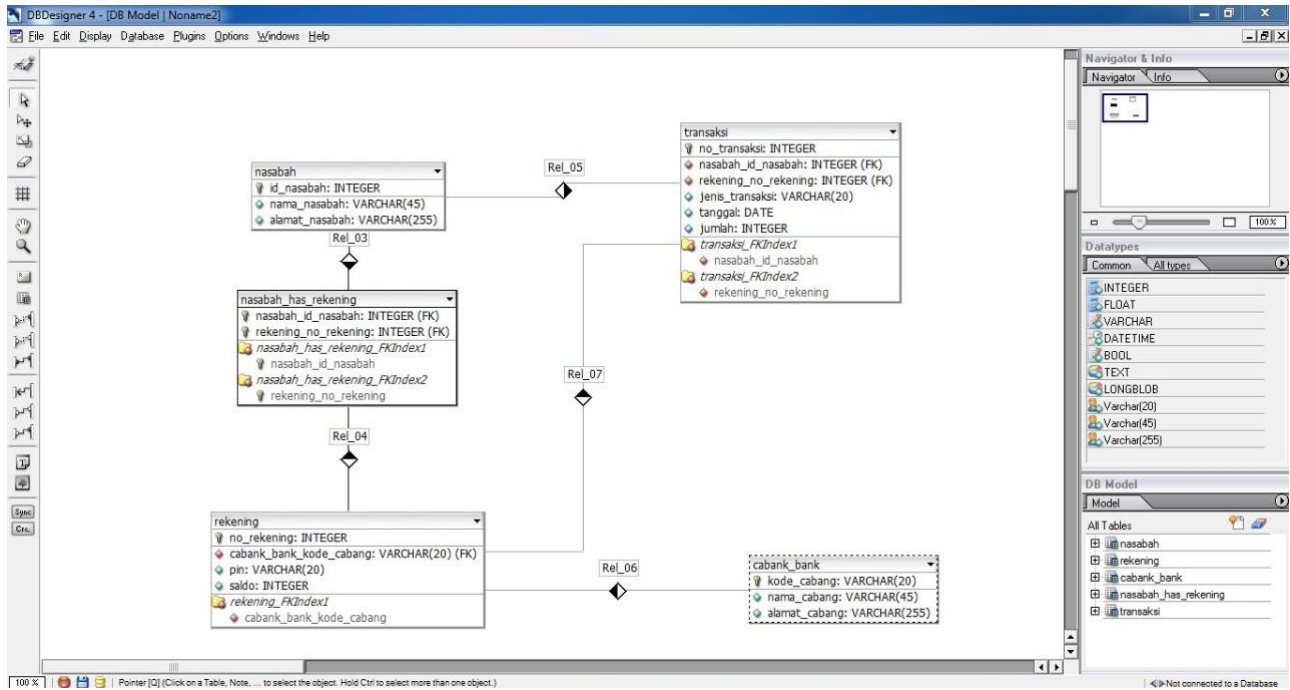 DBDesigner 4 - [DB Model | Noname2]
File Edit Display Database Plugins Options Windows Help
nasabah
id_nasabah: INTEGER
nama_nasabah: VARCHAR(45)
alamat_nasabah: VARCHAR(255)
Rel_03
nasabah_has_rekening
nasabah_id_nasabah: INTEGER (FK)
rekening_no_rekening: INTEGER (FK)
nasabah_has_rekening_FKIndex1
nasabah_id_nasabah
nasabah_has_rekening_FKIndex2
rekening_no_rekening
Rel_04
rekening
no_rekening: INTEGER
cabank_bank_kode_cabang: VARCHAR(20) (FK)
pin: VARCHAR(20)
saldo: INTEGER
rekening_FKIndex1
cabank_bank_kode_cabang
Rel_05
Rel_07
Rel_06
transaksi
no_transaksi: INTEGER
nasabah_id_nasabah: INTEGER (FK)
rekening_no_rekening: INTEGER (FK)
jenis_transaksi: VARCHAR(20)
tanggal: DATE
jumlah: INTEGER
transaksi_FKIndex1
nasabah_id_nasabah
transaksi_FKIndex2
rekening_no_rekening
cabank_bank
kode_cabang: VARCHAR(20)
nama_cabang: VARCHAR(45)
alamat_cabang: VARCHAR(255)
Navigator & Info
Navigator Info
100%
Datatypes
Common All types
INTEGER
FLOAT
VARCHAR
DATETIME
BOOL
TEXT
LONGBLOB
Varchar(20)
Varchar(45)
Varchar(255)
DB Model
Model
All Tables
nasabah
rekening
cabank_bank
nasabah_has_rekening
transaksi
Sync
100 % Pointer [Q] (Click on a Table, Note, ... to select the object. Hold Ctrl to select more than one object.) Not connected to a Database